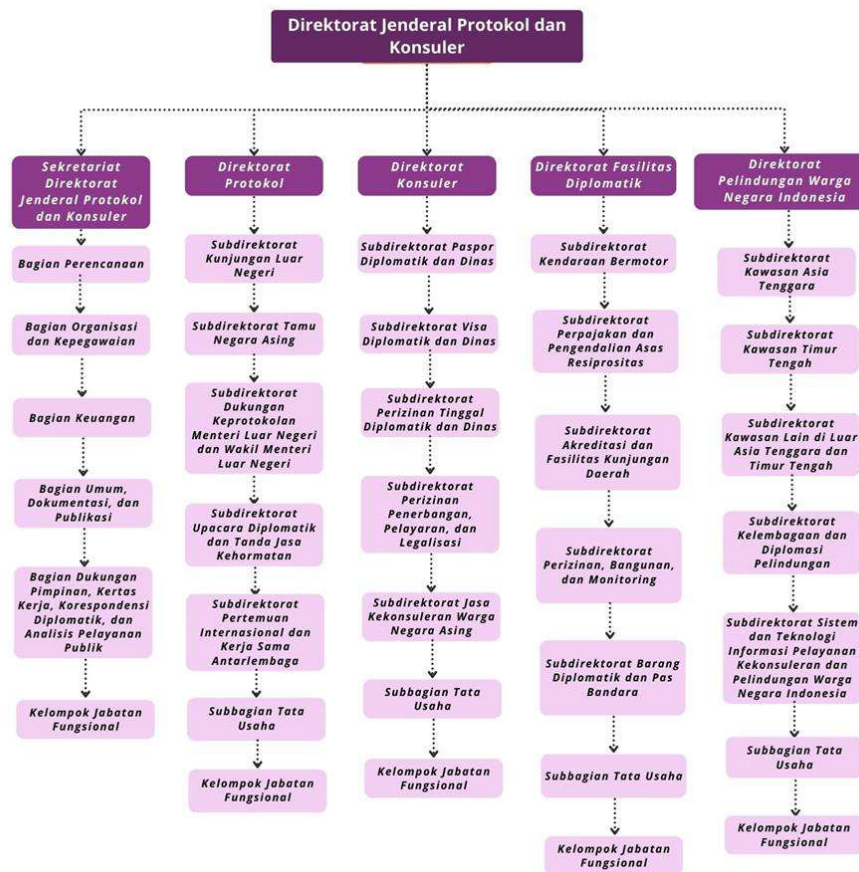 Direktorat Jenderal Protokol dan
Konsuler
Sekretariat
Direktorat
Jenderal Protokol
dan Konsuler
Bagian Perencanaan
Bagian Organisasi
dan Kepegawaian
Bagian Keuangan
Bagian Umum,
Dokumentasi, dan
Publikasi
Bagian Dukungan
Pimpinan, Kertas
Kerja, Korespondensi
Diplomatik, dan
Analisis Pelayanan
Publik
Kelompok Jabatan
Fungsional
Direktorat
Protokol
Subdirektorat
Kunjungan Luar
Negeri
Subdirektorat Tamu
Negara Asing
Subdirektorat
Dukungan
Keprotokolan
Menteri Luar Negeri
dan Wakil Menteri
Luar Negeri
Subdirektorat
Upacara Diplomatik
dan Tanda Jasa
Kehormatan
Subdirektorat
Pertemuan
Internasional dan
Kerja Sama
Antarlembaga
Subbagian Tata
Usaha
Kelompok Jabatan
Fungsional
Direktorat
Konsuler
Subdirektorat Paspor
Diplomatik dan Dinas
Subdirektorat Visa
Diplomatik dan Dinas
Subdirektorat
Perizinan Tinggal
Diplomatik dan Dinas
Subdirektorat
Perizinan
Penerbangan,
Pelayaran, dan
Legalisasi
Subdirektorat Jasa
Kekonsuleran Warga
Negara Asing
Subbagian Tata
Usaha
Kelompok Jabatan
Fungsional
Direktorat Fasilitas
Diplomatik
Subdirektorat
Kendaraan Bermotor
Subdirektorat
Perpajakan dan
Pengendalian Asas
Resiprositas
Subdirektorat
Akreditasi dan
Fasilitas Kunjungan
Daerah
Subdirektorat
Perizinan, Bangunan,
dan Monitoring
Subdirektorat Barang
Diplomatik dan Pas
Bandara
Subbagian Tata Usaha
Kelompok Jabatan
Fungsional
Direktorat
Pelindungan Warga
Negara Indonesia
Subdirektorat
Kawasan Asia
Tenggara
Subdirektorat
Kawasan Timur
Tengah
Subdirektorat
Kawasan Lain di Luar
Asia Tenggara dan
Timur Tengah
Subdirektorat
Kelembagaan dan
Diplomasi
Pelindungan
Subdirektorat Sistem
dan Teknologi
Informasi Pelayanan
Kekonsuleran dan
Pelindungan Warga
Negara Indonesia
Subbagian Tata
Usaha
Kelompok Jabatan
Fungsional